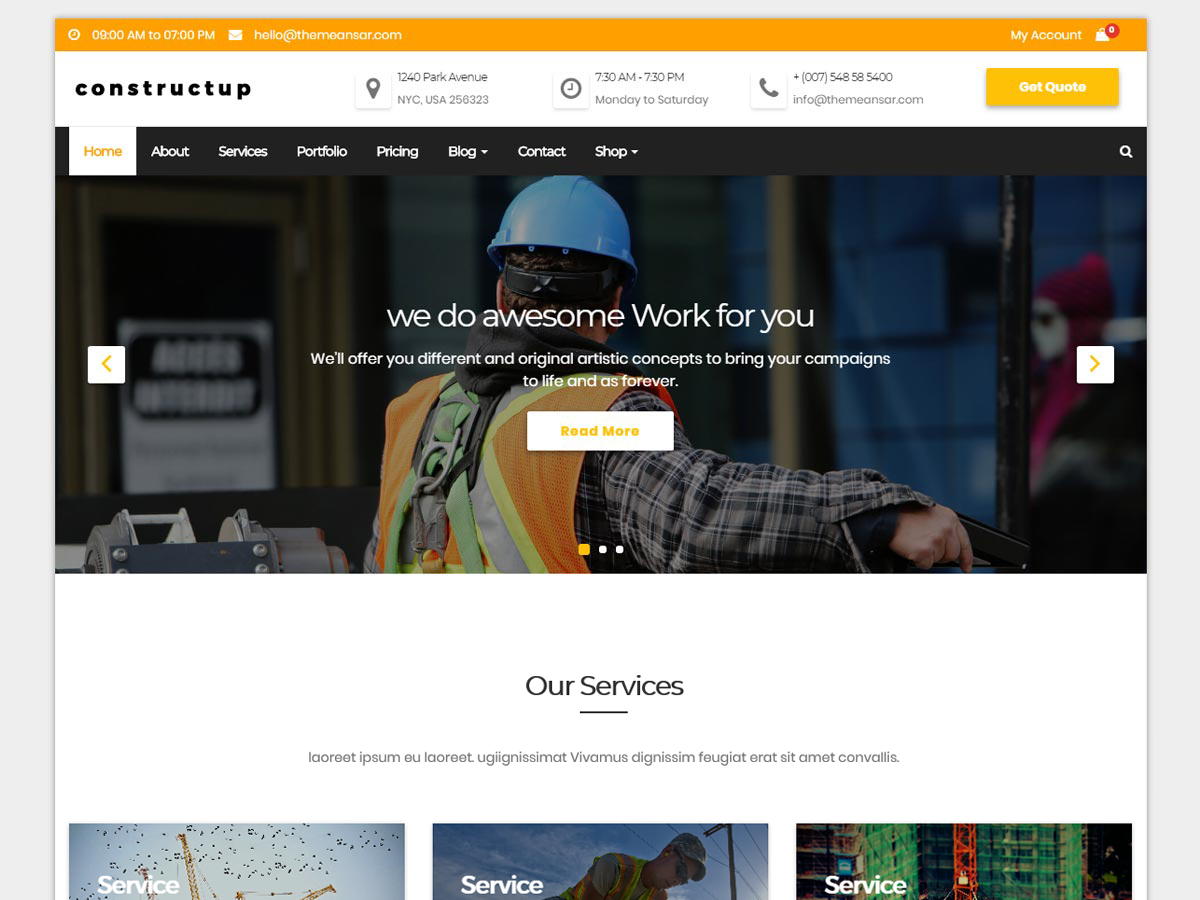 09:00 AM to 07:00 PM hello@themeansar.com My Account 0
constructup
1240 Park Avenue
NYC, USA 256323
7:30 AM - 7:30 PM
Monday to Saturday
+ (007) 548 58 5400
info@themeansar.com
Get Quote
Home About Services Portfolio Pricing Blog Contact Shop
we do awesome Work for you
We'll offer you different and original artistic concepts to bring your campaigns
to life and as forever.
Read More
Our Services
laoreet ipsum eu laoreet. ugiignissimat Vivamus dignissim feugiat erat sit amet convallis.
Service Service Service